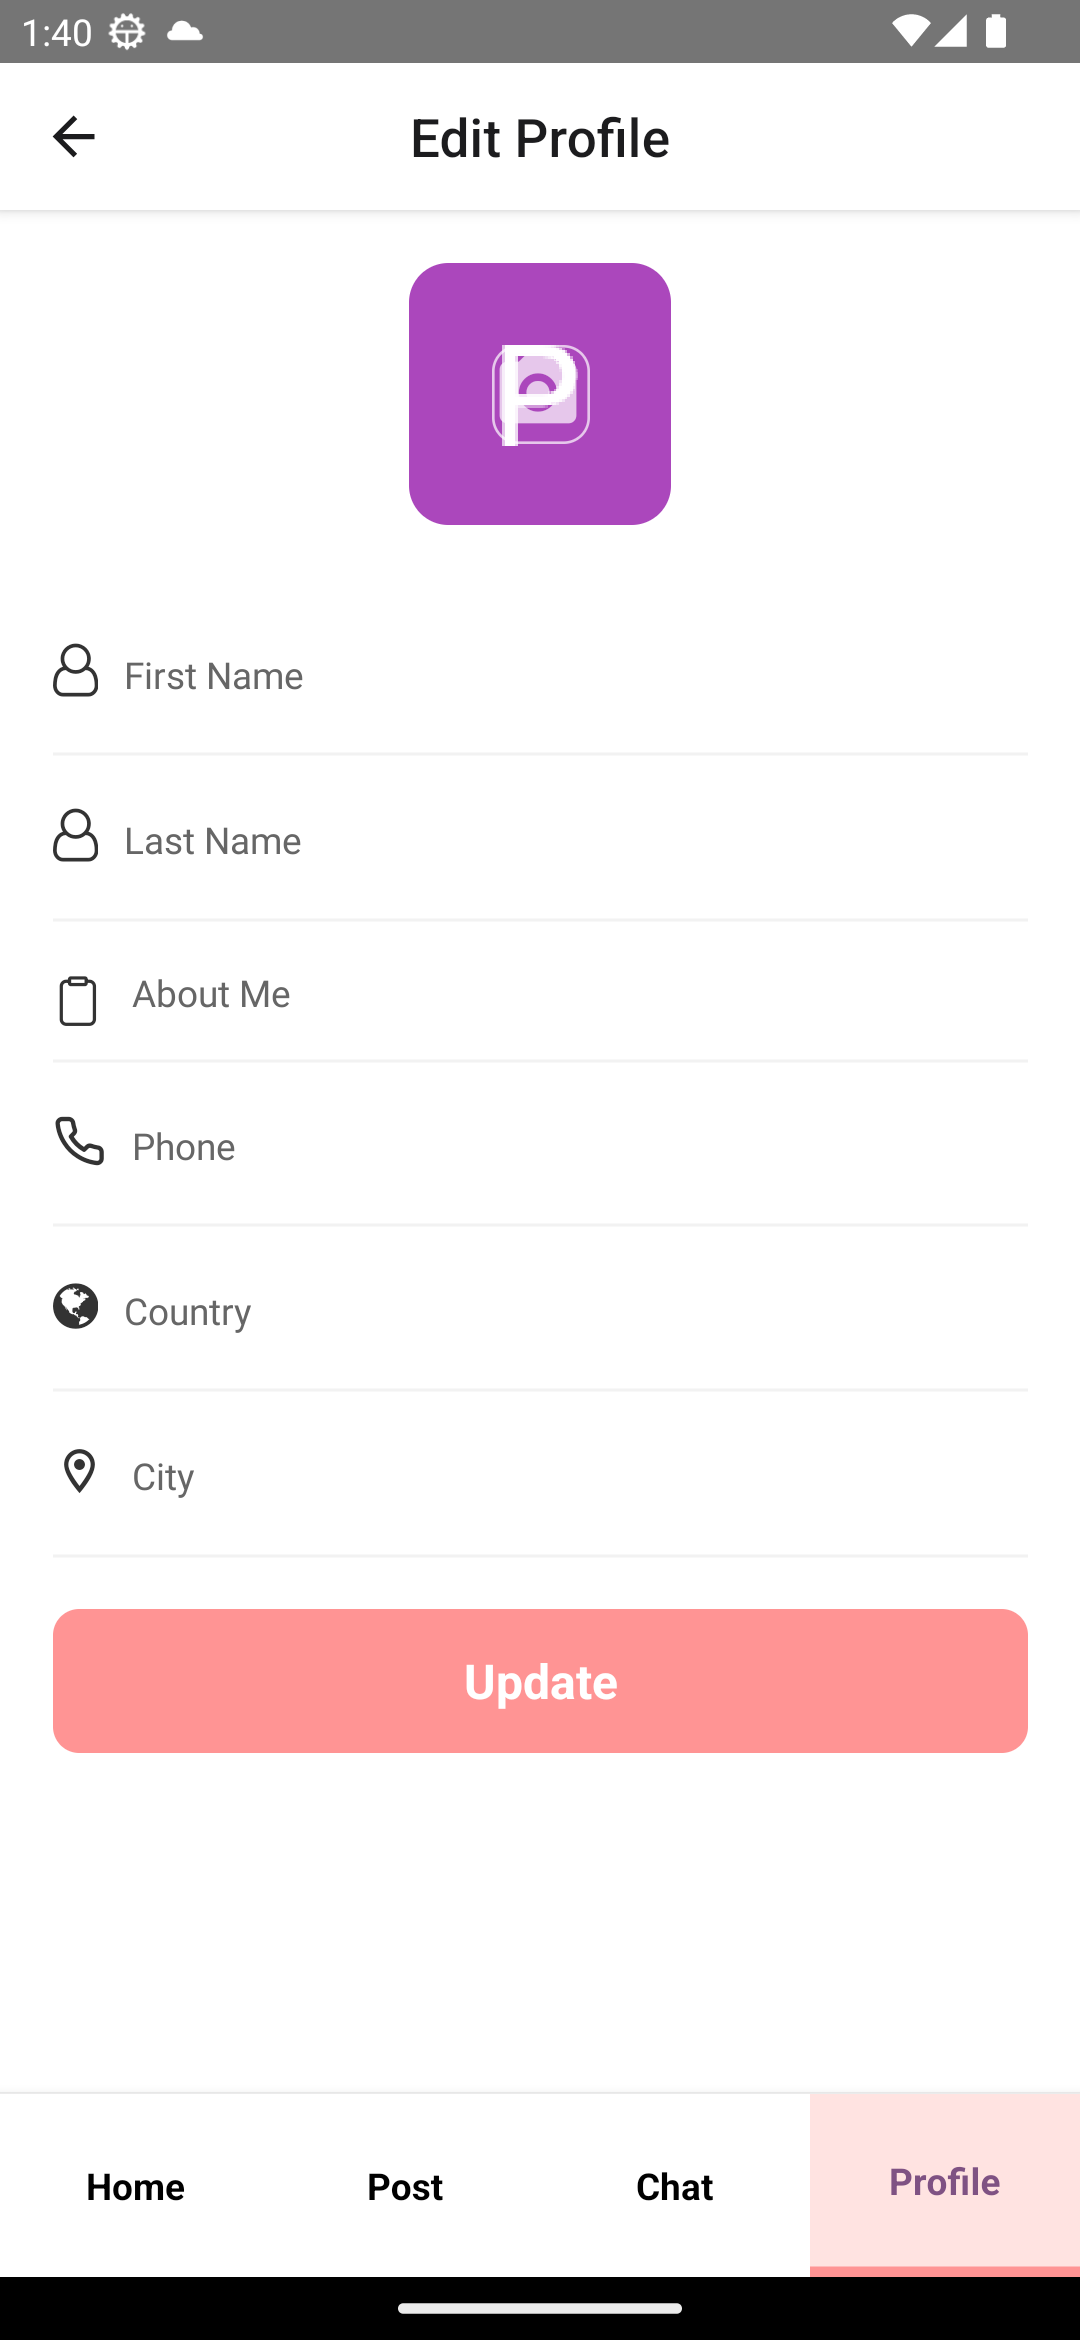 1:40
Edit Profile
P
First Name
Last Name
About Me
Phone
Country
City
Update
Home
Post
Chat
Profile